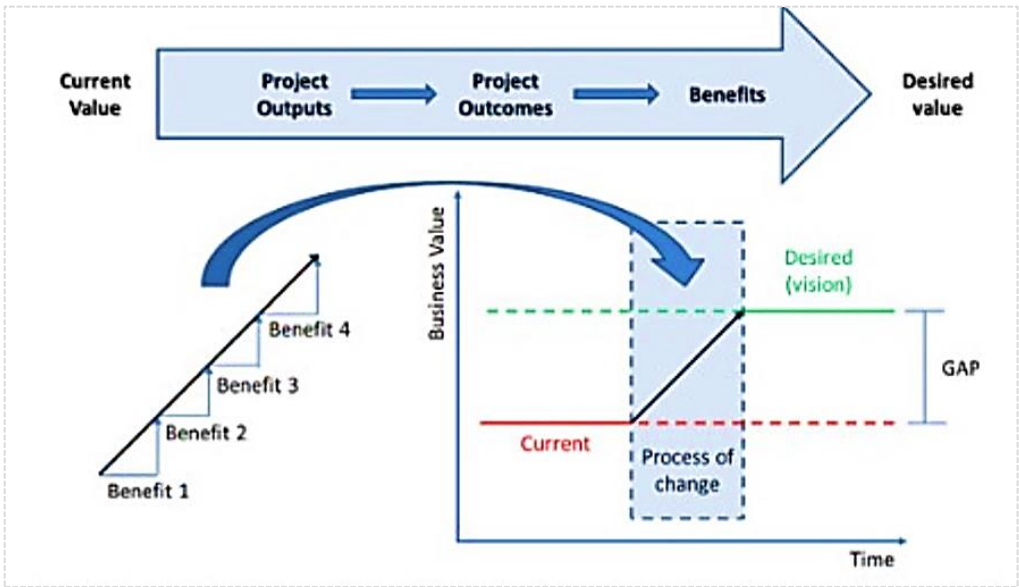 Current
Value
Project
Outputs
Project
Outcomes
Benefits
Desired
value
Benefit 1
Benefit 2
Benefit 3
Benefit 4
Business Value
Desired
(vision)
GAP
Current
Process of
change
Time